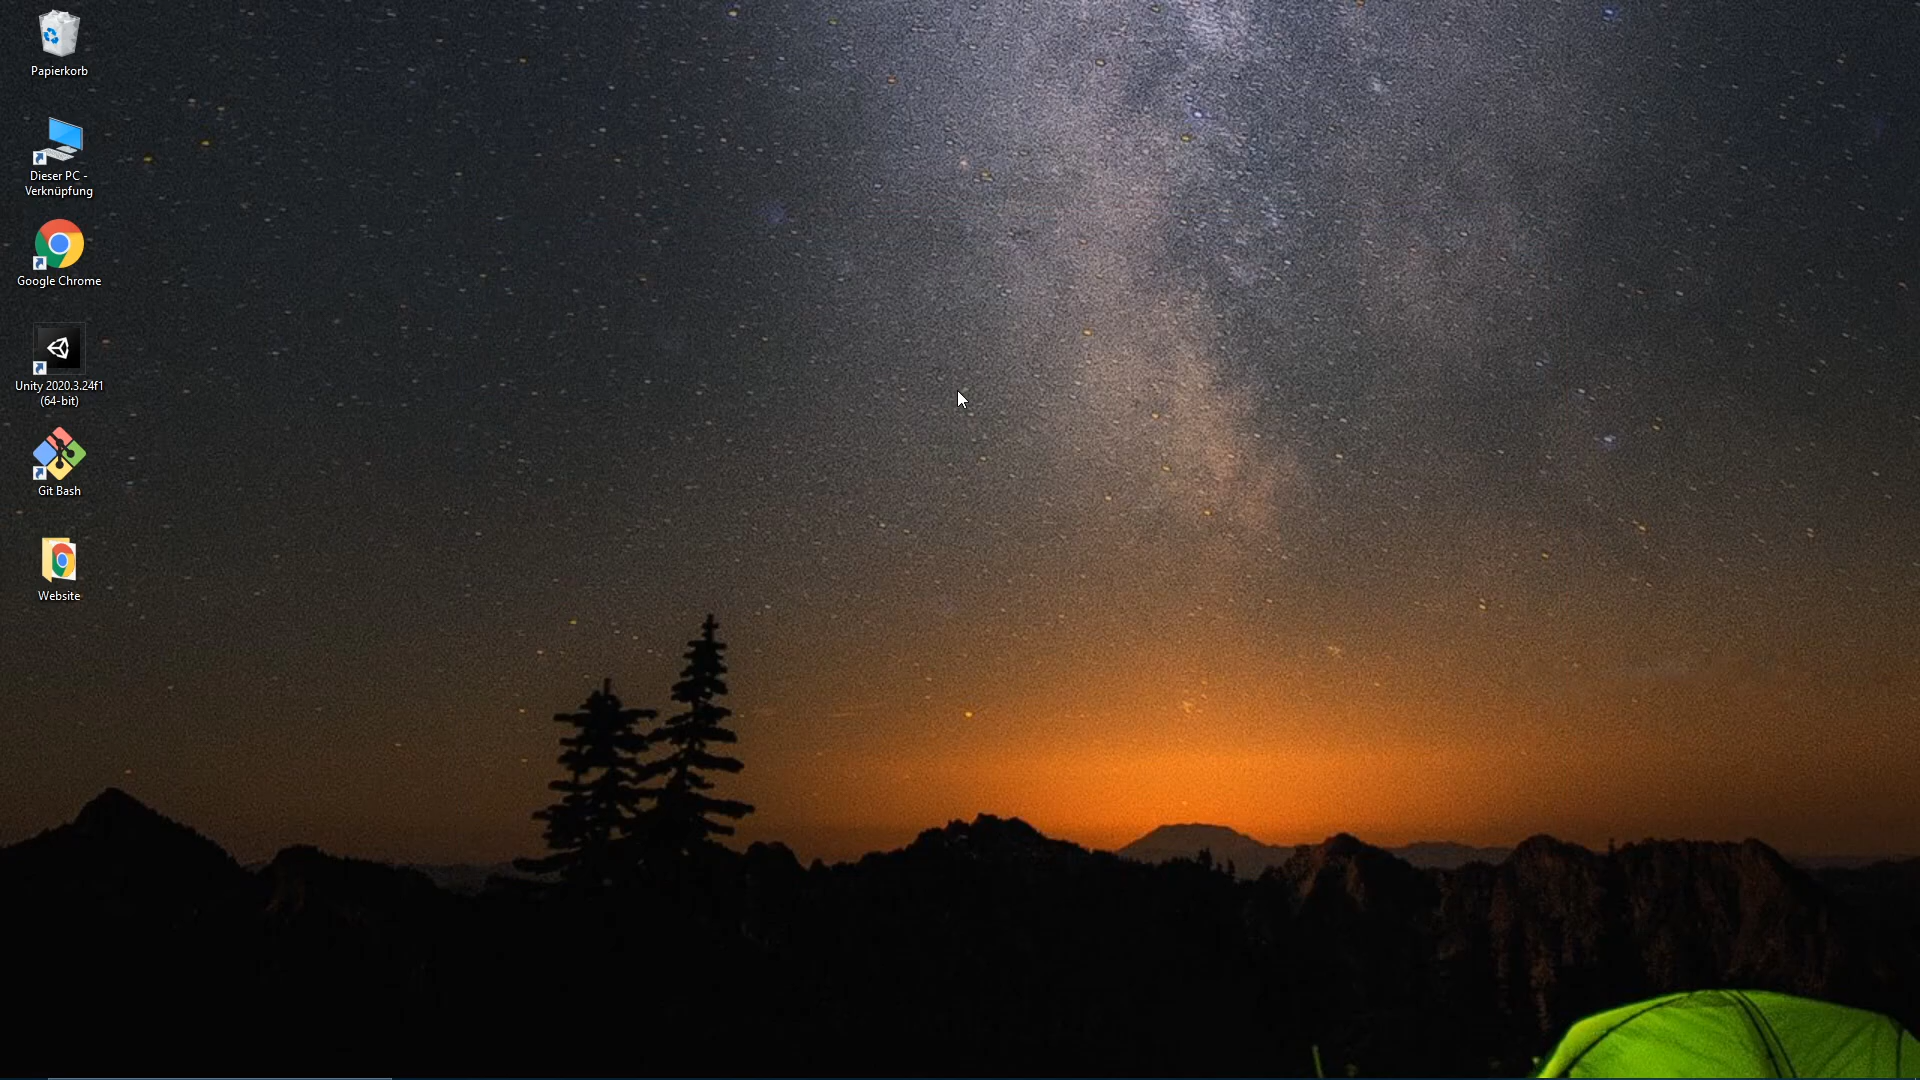 Papierkorb
Dieser PC -
Verknüpfung
Google Chrome
Unity 2020.3.24f1
(64-bit)
Git Bash
Website